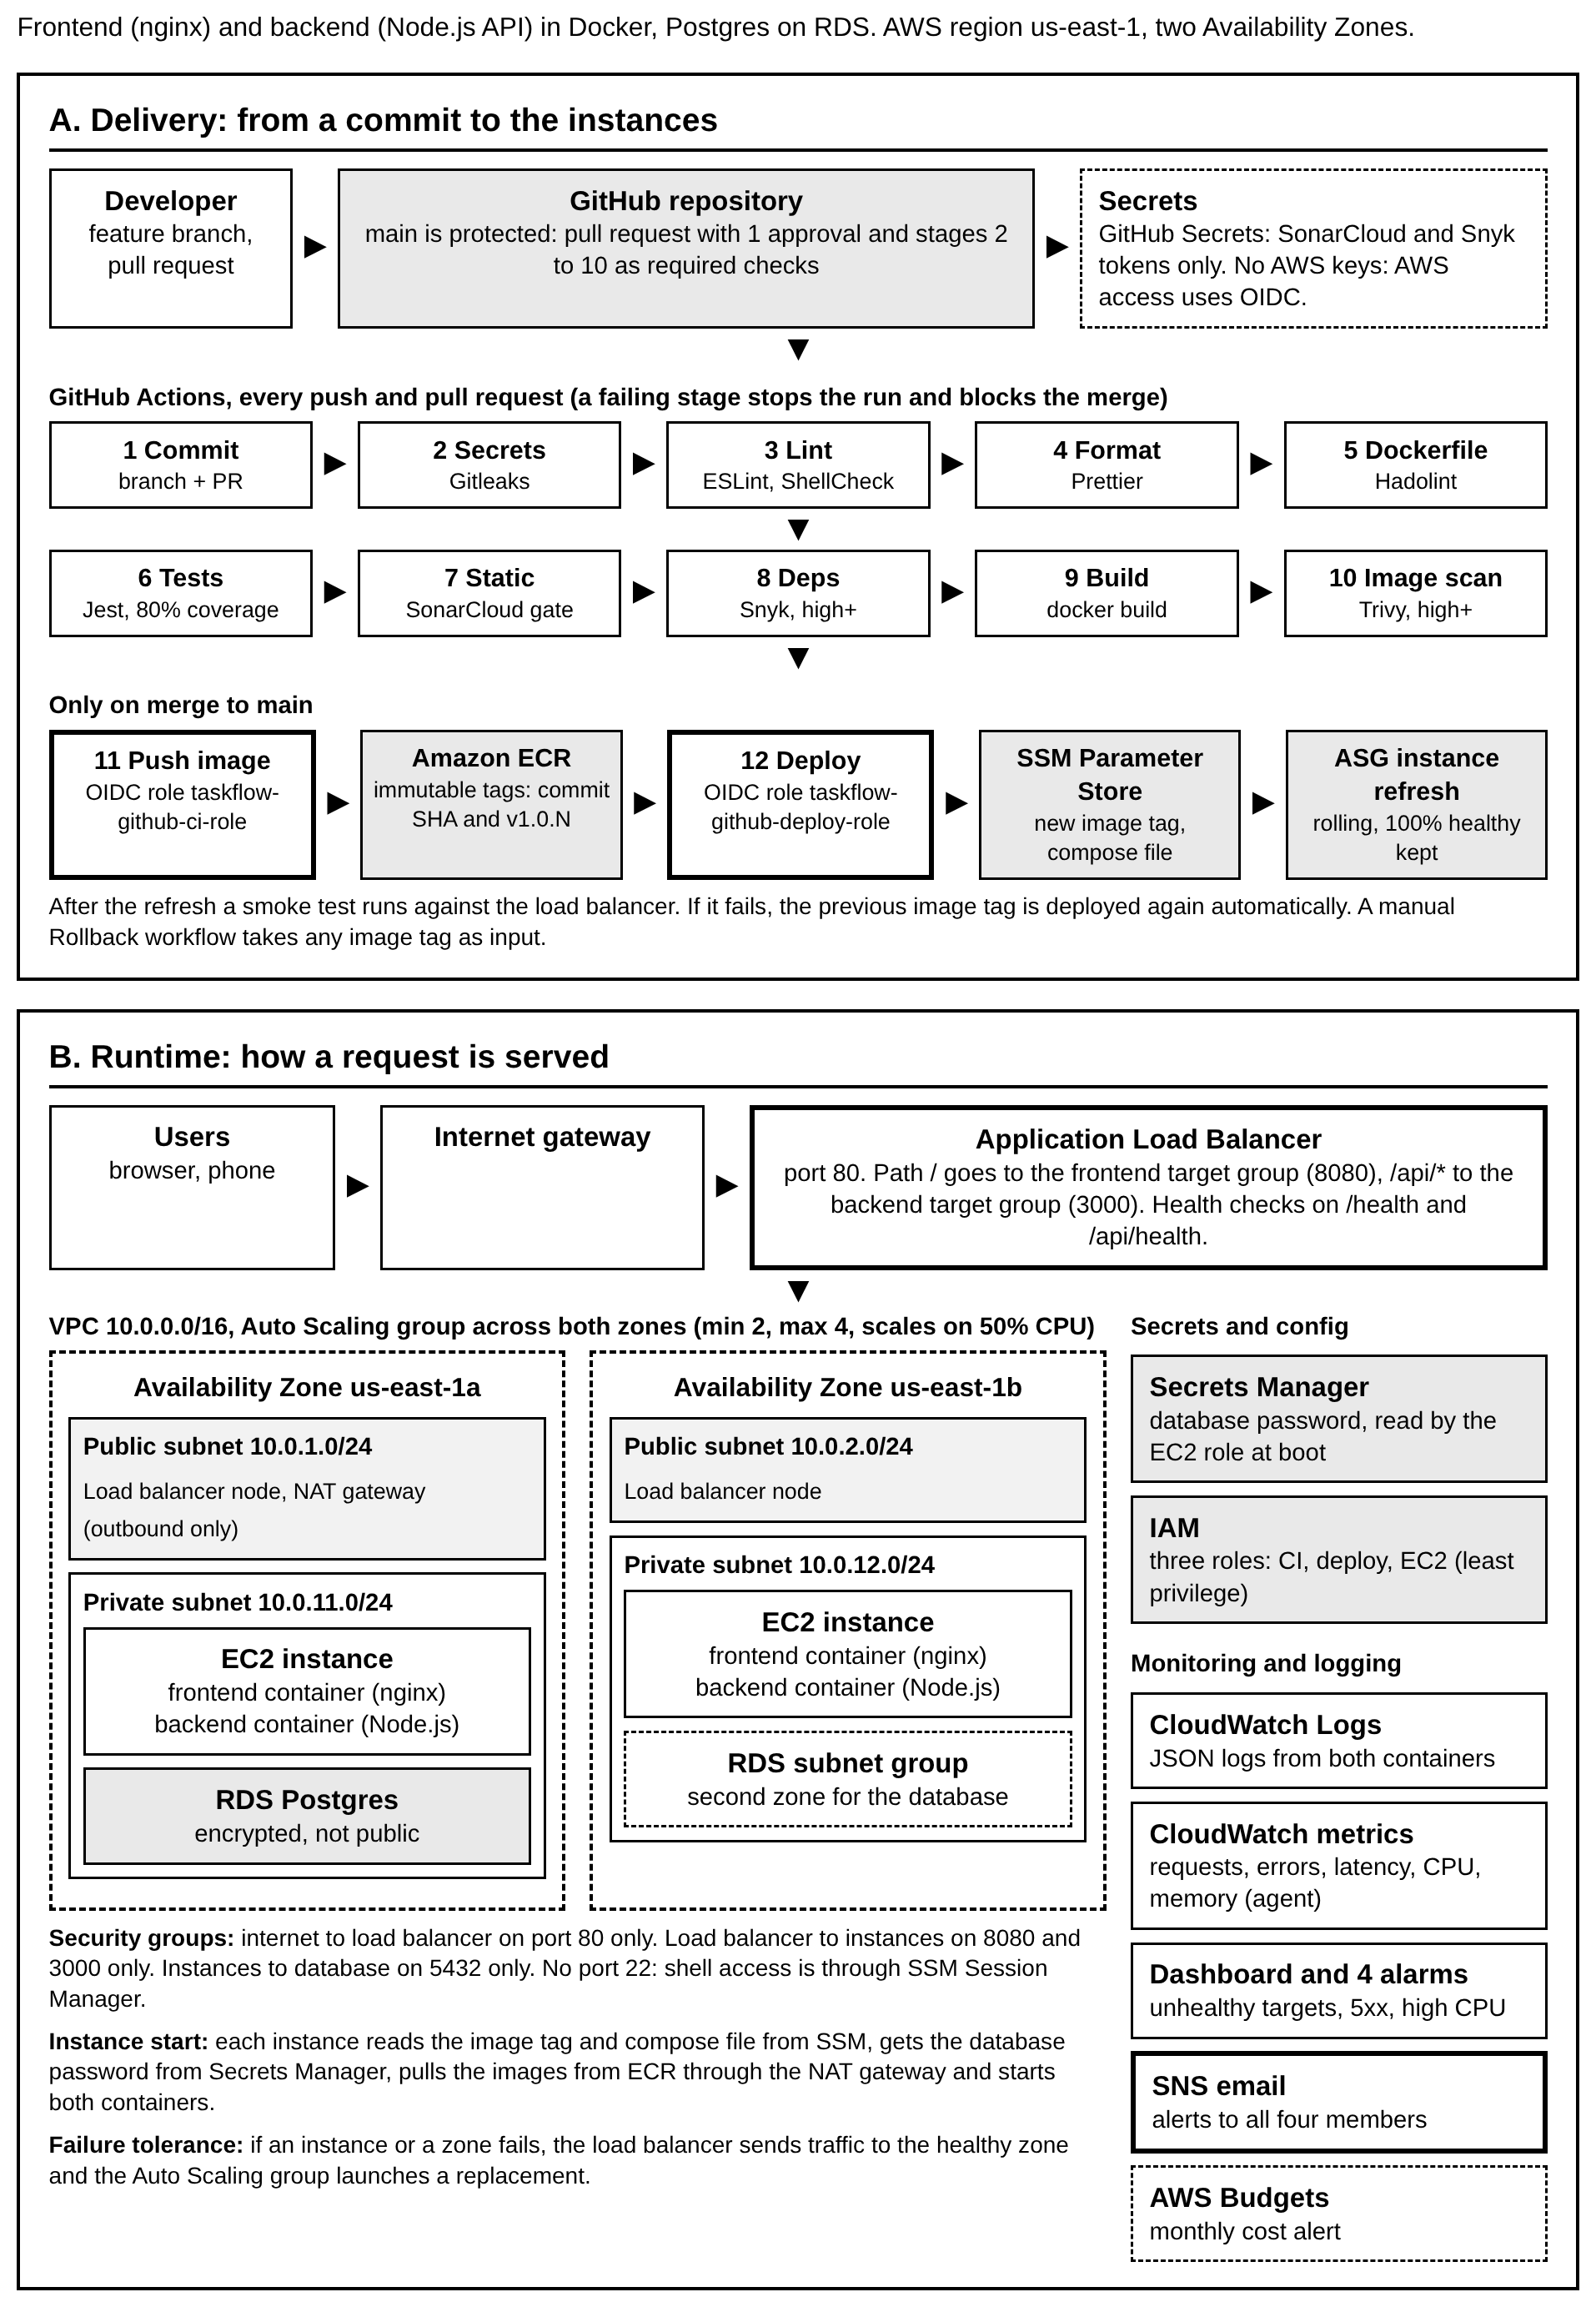 Frontend (nginx) and backend (Node.js API) in Docker, Postgres on RDS. AWS region us-east-1, two Availability Zones.
A. Delivery: from a commit to the instances
Developer
feature branch,
pull request
GitHub repository
main is protected: pull request with 1 approval and stages 2
to 10 as required checks
Secrets
GitHub Secrets: SonarCloud and Snyk
tokens only. No AWS keys: AWS
access uses OIDC.
GitHub Actions, every push and pull request (a failing stage stops the run and blocks the merge)
1 Commit
branch + PR
2 Secrets
Gitleaks
3 Lint
ESLint, ShellCheck
4 Format
Prettier
5 Dockerfile
Hadolint
6 Tests
Jest, 80% coverage
7 Static
SonarCloud gate
8 Deps
Snyk, high+
9 Build
docker build
10 Image scan
Trivy, high+
Only on merge to main
11 Push image
OIDC role taskflow-
github-ci-role
Amazon ECR
immutable tags: commit
SHA and v1.0.N
12 Deploy
OIDC role taskflow-
github-deploy-role
SSM Parameter
Store
new image tag,
compose file
ASG instance
refresh
rolling, 100% healthy
kept
After the refresh a smoke test runs against the load balancer. If it fails, the previous image tag is deployed again automatically. A manual
Rollback workflow takes any image tag as input.
B. Runtime: how a request is served
Users
browser, phone
Internet gateway
Application Load Balancer
port 80. Path / goes to the frontend target group (8080), /api/* to the
backend target group (3000). Health checks on /health and
/api/health.
VPC 10.0.0.0/16, Auto Scaling group across both zones (min 2, max 4, scales on 50% CPU)
Availability Zone us-east-1a
Public subnet 10.0.1.0/24
Load balancer node, NAT gateway
(outbound only)
Private subnet 10.0.11.0/24
EC2 instance
frontend container (nginx)
backend container (Node.js)
RDS Postgres
encrypted, not public
Availability Zone us-east-1b
Public subnet 10.0.2.0/24
Load balancer node
Private subnet 10.0.12.0/24
EC2 instance
frontend container (nginx)
backend container (Node.js)
RDS subnet group
second zone for the database
Security groups: internet to load balancer on port 80 only. Load balancer to instances on 8080 and
3000 only. Instances to database on 5432 only. No port 22: shell access is through SSM Session
Manager.
Instance start: each instance reads the image tag and compose file from SSM, gets the database
password from Secrets Manager, pulls the images from ECR through the NAT gateway and starts
both containers.
Failure tolerance: if an instance or a zone fails, the load balancer sends traffic to the healthy zone
and the Auto Scaling group launches a replacement.
Secrets and config
Secrets Manager
database password, read by the
EC2 role at boot
IAM
three roles: CI, deploy, EC2 (least
privilege)
Monitoring and logging
CloudWatch Logs
JSON logs from both containers
CloudWatch metrics
requests, errors, latency, CPU,
memory (agent)
Dashboard and 4 alarms
unhealthy targets, 5xx, high CPU
SNS email
alerts to all four members
AWS Budgets
monthly cost alert